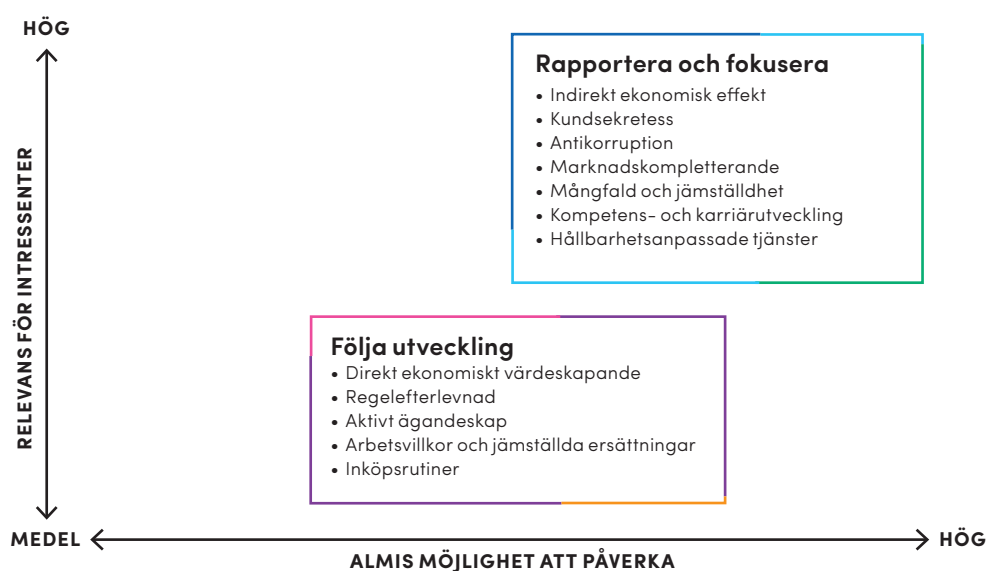 HÖG
RELEVANS FÖR INTRESSENTER
Rapportera och fokusera
• Indirekt ekonomisk effekt
• Kundsekretess
• Antikorruption
• Marknadskompletterande
• Mångfald och jämställdhet
• Kompetens- och karriärutveckling
• Hållbarhetsanpassade tjänster
Följa utveckling
• Direkt ekonomiskt värdeskapande
• Regelefterlevnad
• Aktivt ägandeskap
• Arbetsvillkor och jämställda ersättningar
• Inköpsrutiner
MEDEL
HÖG
ALMIS MÖJLIGHET ATT PÅVERKA